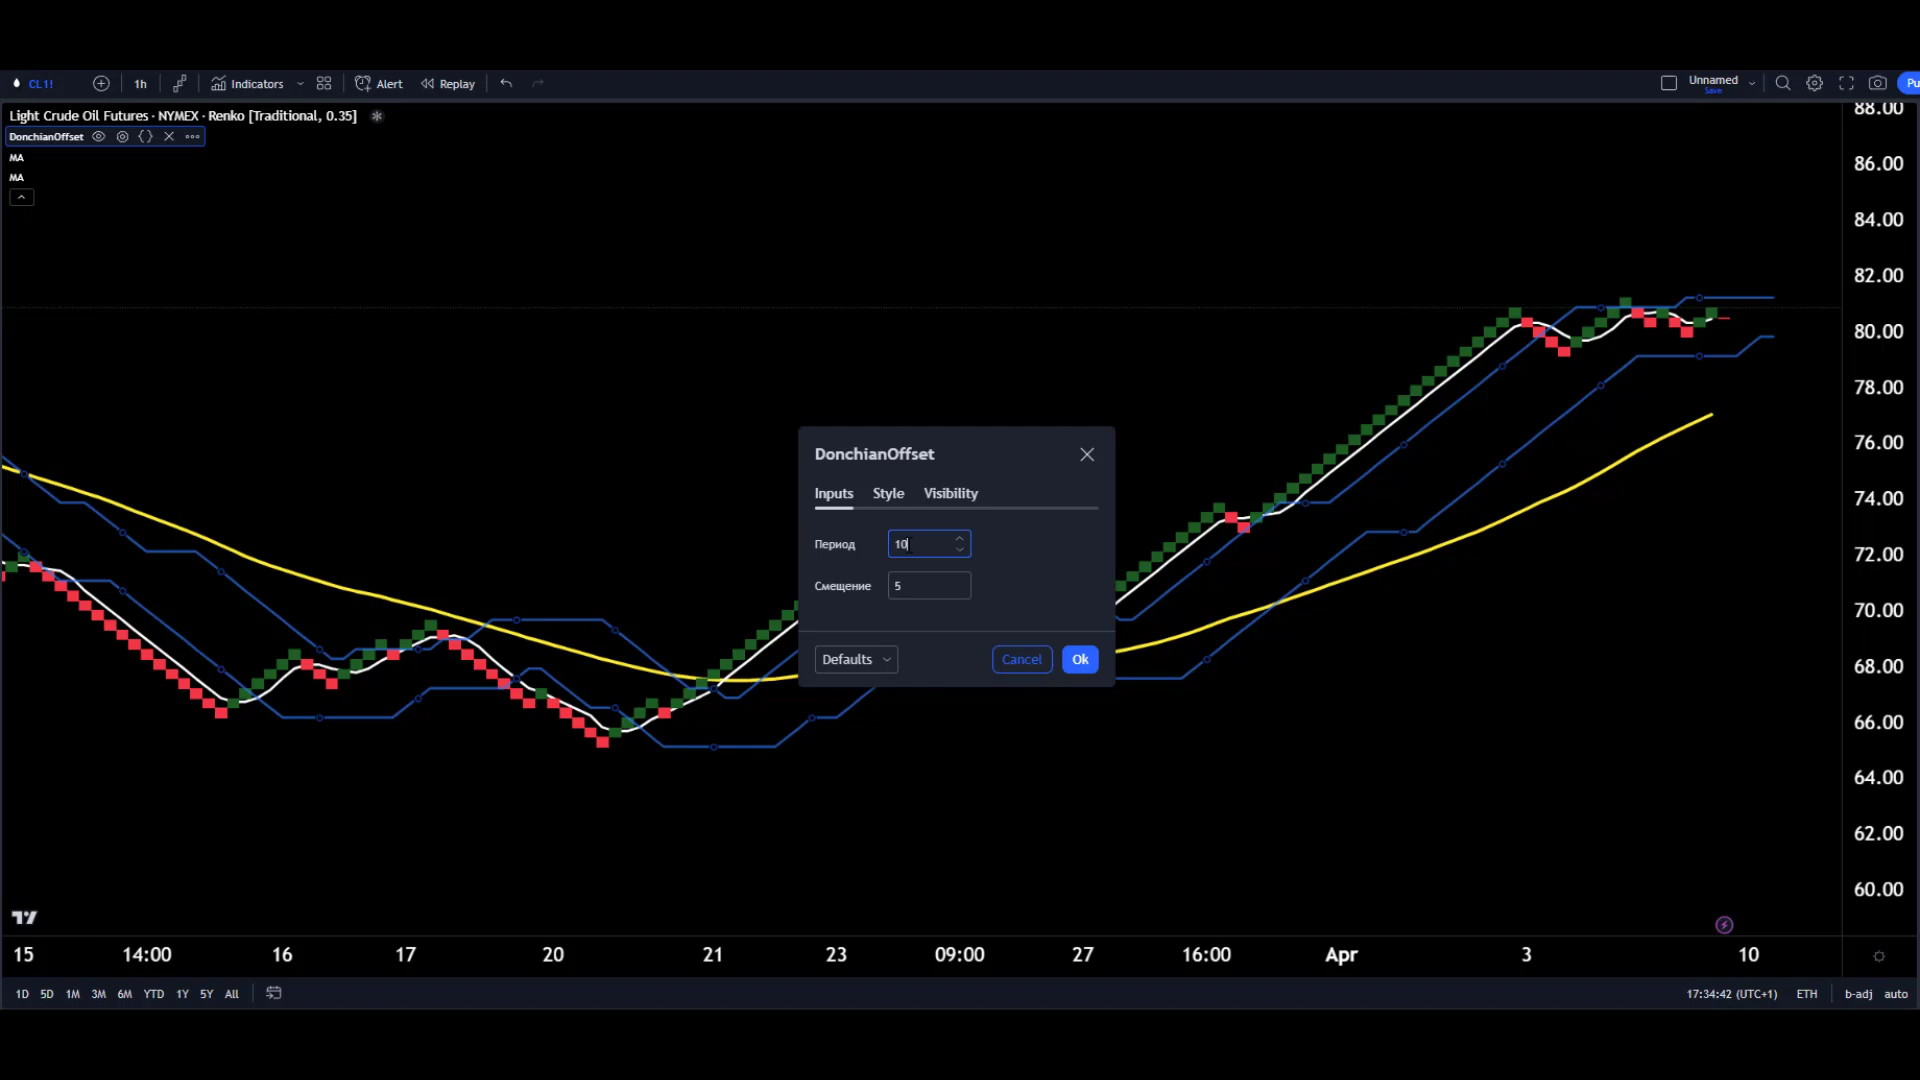 CL1! 1h Indicators Alert Replay Unnamed Save Pu
Light Crude Oil Futures · NYMEX · Renko [Traditional, 0.35]
DonchianOffset
MA
MA
88.00
86.00
84.00
82.00
80.00
78.00
76.00
74.00
72.00
70.00
68.00
66.00
64.00
62.00
60.00
DonchianOffset
Inputs Style Visibility
Период 10
Смещение 5
Defaults Cancel Ok
15 14:00 16 17 20 21 23 09:00 27 16:00 Apr 3 10
1D 5D 1M 3M 6M YTD 1Y 5Y All 17:34:42 (UTC+1) ETH b-adj auto